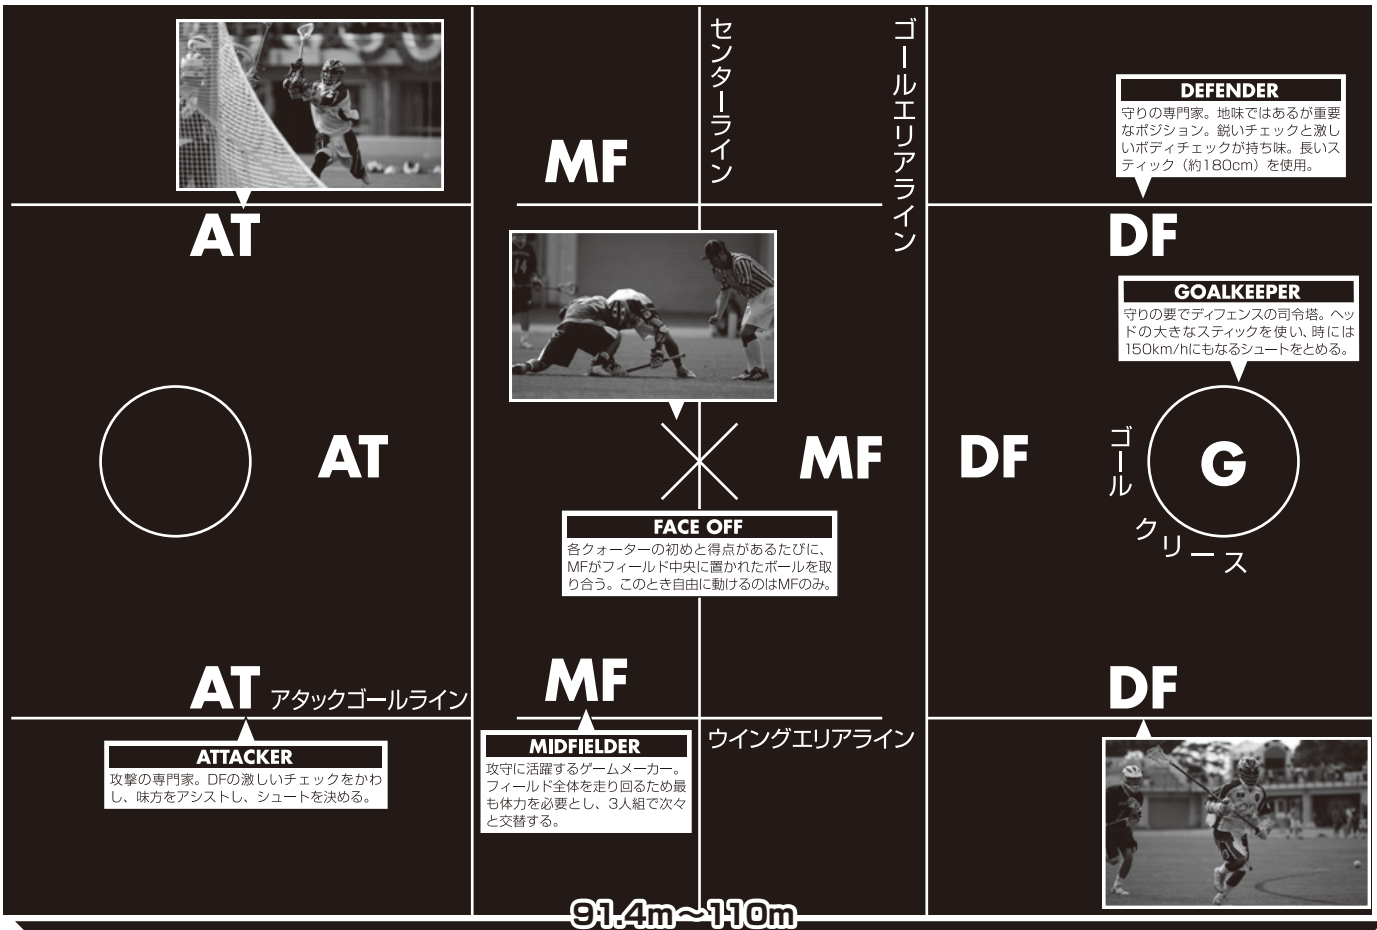 センターライン
ゴールエリアライン
DEFENDER
守りの専門家。地味ではあるが重要
なポジション。鋭いチェックと激し
いボディチェックが持ち味。長いス
ティック（約180cm）を使用。
MF
AT
DF
14
GOALKEEPER
守りの要でディフェンスの司令塔。ヘッ
ドの大きなスティックを使い、時には
150km/hにもなるシュートをとめる。
AT
MF
DF
G
ゴールクリース
FACE OFF
各クォーターの初めと得点があるたびに、
MFがフィールド中央に置かれたボールを取
り合う。このとき自由に動けるのはMFのみ。
AT
アタックゴールライン
MF
DF
ウイングエリアライン
ATTACKER
攻撃の専門家。DFの激しいチェックをかわ
し、味方をアシストし、シュートを決める。
MIDFIELDER
攻守に活躍するゲームメーカー。
フィールド全体を走り回るため最
も体力を必要とし、3人組で次々
と交替する。
91.4m～110m